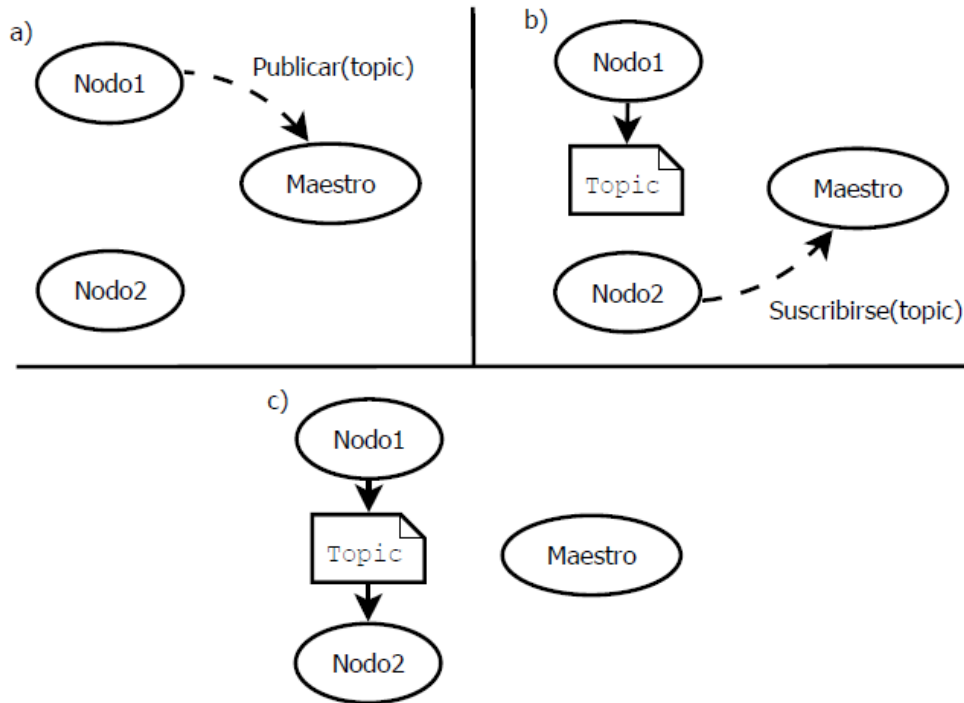 a)
Nodo1
Publicar(topic)
Maestro
Nodo2
b)
Nodo1
Topic
Maestro
Nodo2
Suscribirse(topic)
c)
Nodo1
Topic
Maestro
Nodo2